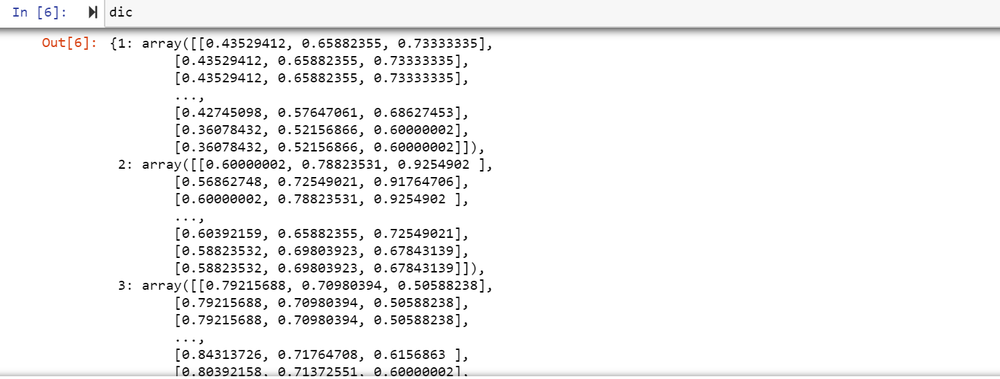 In [6]: dic
Out[6]: {1: array([[0.43529412, 0.65882355, 0.73333335],
[0.43529412, 0.65882355, 0.73333335],
[0.43529412, 0.65882355, 0.73333335],
...,
[0.42745098, 0.57647061, 0.68627453],
[0.36078432, 0.52156866, 0.60000002],
[0.36078432, 0.52156866, 0.60000002]]),
2: array([[0.60000002, 0.78823531, 0.9254902 ],
[0.56862748, 0.72549021, 0.91764706],
[0.60000002, 0.78823531, 0.9254902 ],
...,
[0.60392159, 0.65882355, 0.72549021],
[0.58823532, 0.69803923, 0.67843139],
[0.58823532, 0.69803923, 0.67843139]]),
3: array([[0.79215688, 0.70980394, 0.50588238],
[0.79215688, 0.70980394, 0.50588238],
[0.79215688, 0.70980394, 0.50588238],
...,
[0.84313726, 0.71764708, 0.6156863 ],
[0.80392158, 0.71372551, 0.60000002],